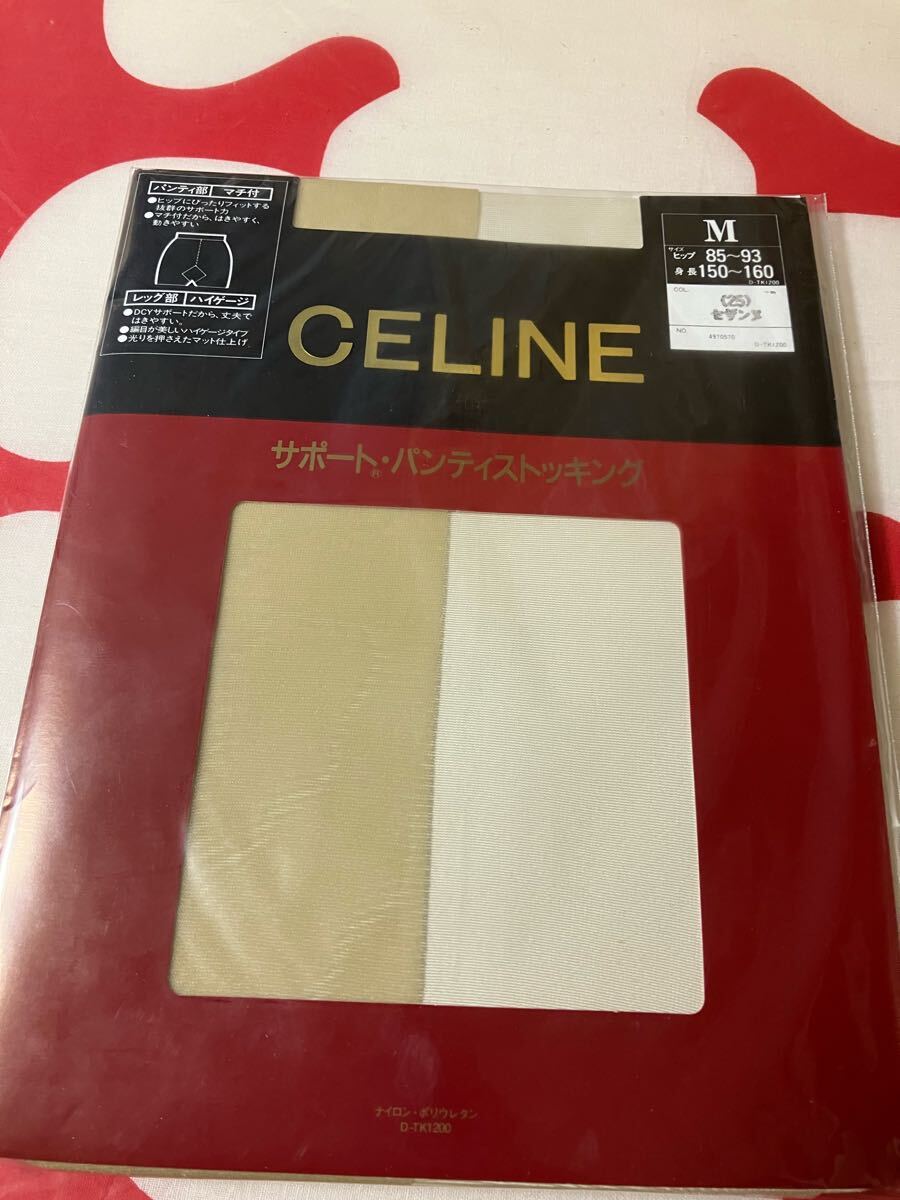 パンティ部 マチ付
●ヒップにぴったりフィットする
抜群のサポート力
●マチ付だから、はきやすく、
動きやすい
レッグ部 ハイゲージ
●DCYサポートだから、丈夫で
はきやすい。
●編目が美しいハイゲージタイプ
●光りを押さえたマット仕上げ。
M
サイズ
ヒップ 85〜93
身長 150〜160
D-TK1200
COL.
(25)
セザンヌ
NO.
4970570
D-TK1200
CELINE
サポート®・パンティストッキング
ナイロン・ポリウレタン
D-TK1200